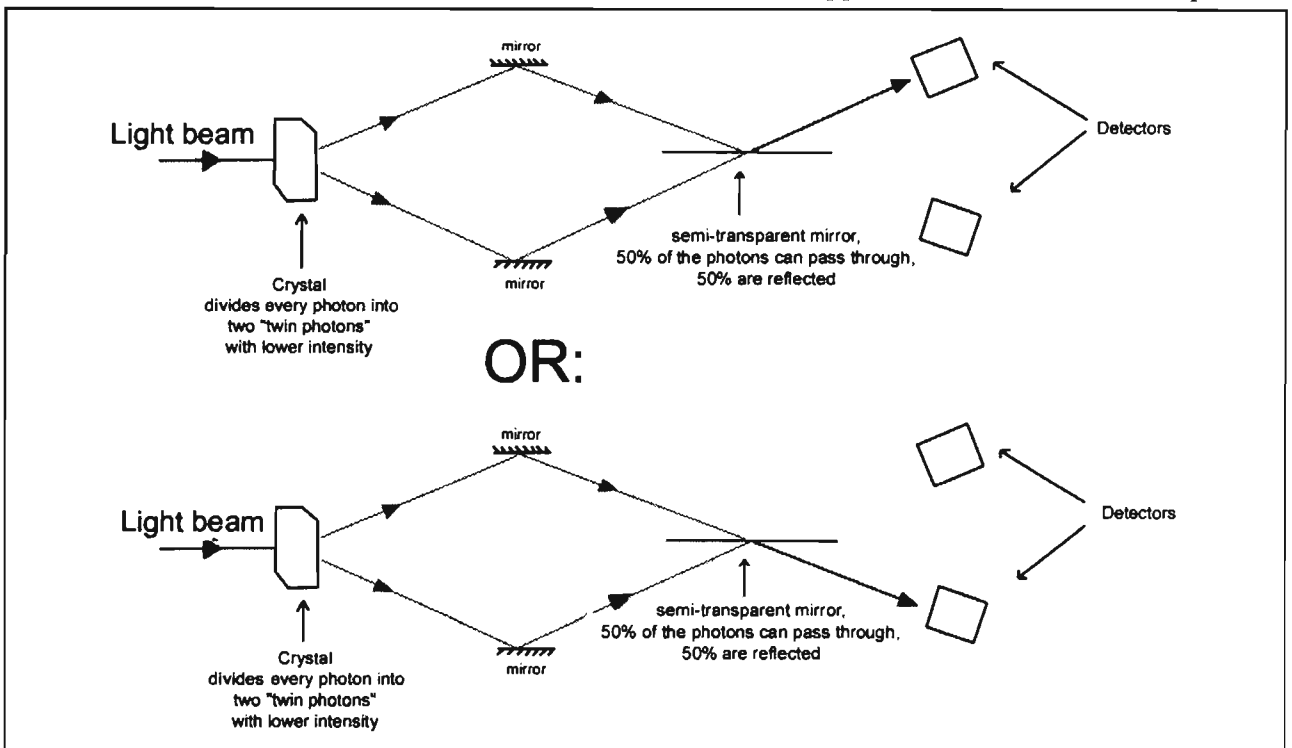 mirror
Light beam
Detectors
semi-transparent mirror,
50% of the photons can pass through,
50% are reflected
mirror
Crystal
divides every photon into
two "twin photons"
with lower intensity
OR:
mirror
Light beam
Detectors
semi-transparent mirror,
50% of the photons can pass through,
50% are reflected
mirror
Crystal
divides every photon into
two "twin photons"
with lower intensity